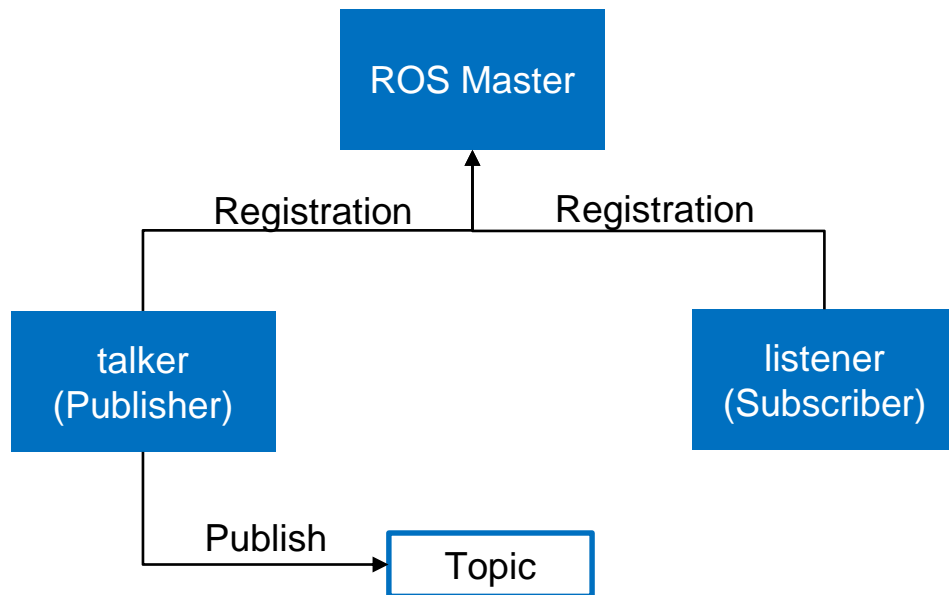 ROS Master
Registration
Registration
talker
(Publisher)
listener
(Subscriber)
Publish
Topic